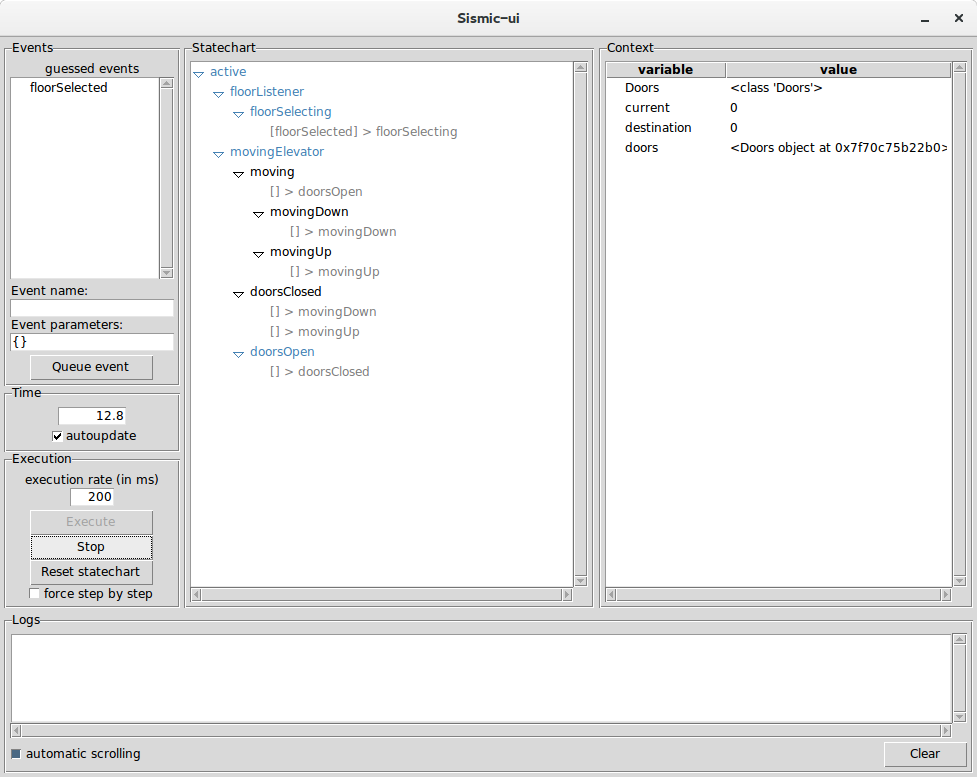 Sismic-ui
Events
guessed events
floorSelected
Event name:
Event parameters:
{}
Queue event
Time
12.8
autoupdate
Execution
execution rate (in ms)
200
Execute
Stop
Reset statechart
force step by step
Statechart
active
floorListener
floorSelecting
[floorSelected] > floorSelecting
movingElevator
moving
[] > doorsOpen
movingDown
[] > movingDown
movingUp
[] > movingUp
doorsClosed
[] > movingDown
[] > movingUp
doorsOpen
[] > doorsClosed
Context
variable value
Doors <class 'Doors'>
current 0
destination 0
doors <Doors object at 0x7f70c75b22b0>
Logs
automatic scrolling
Clear